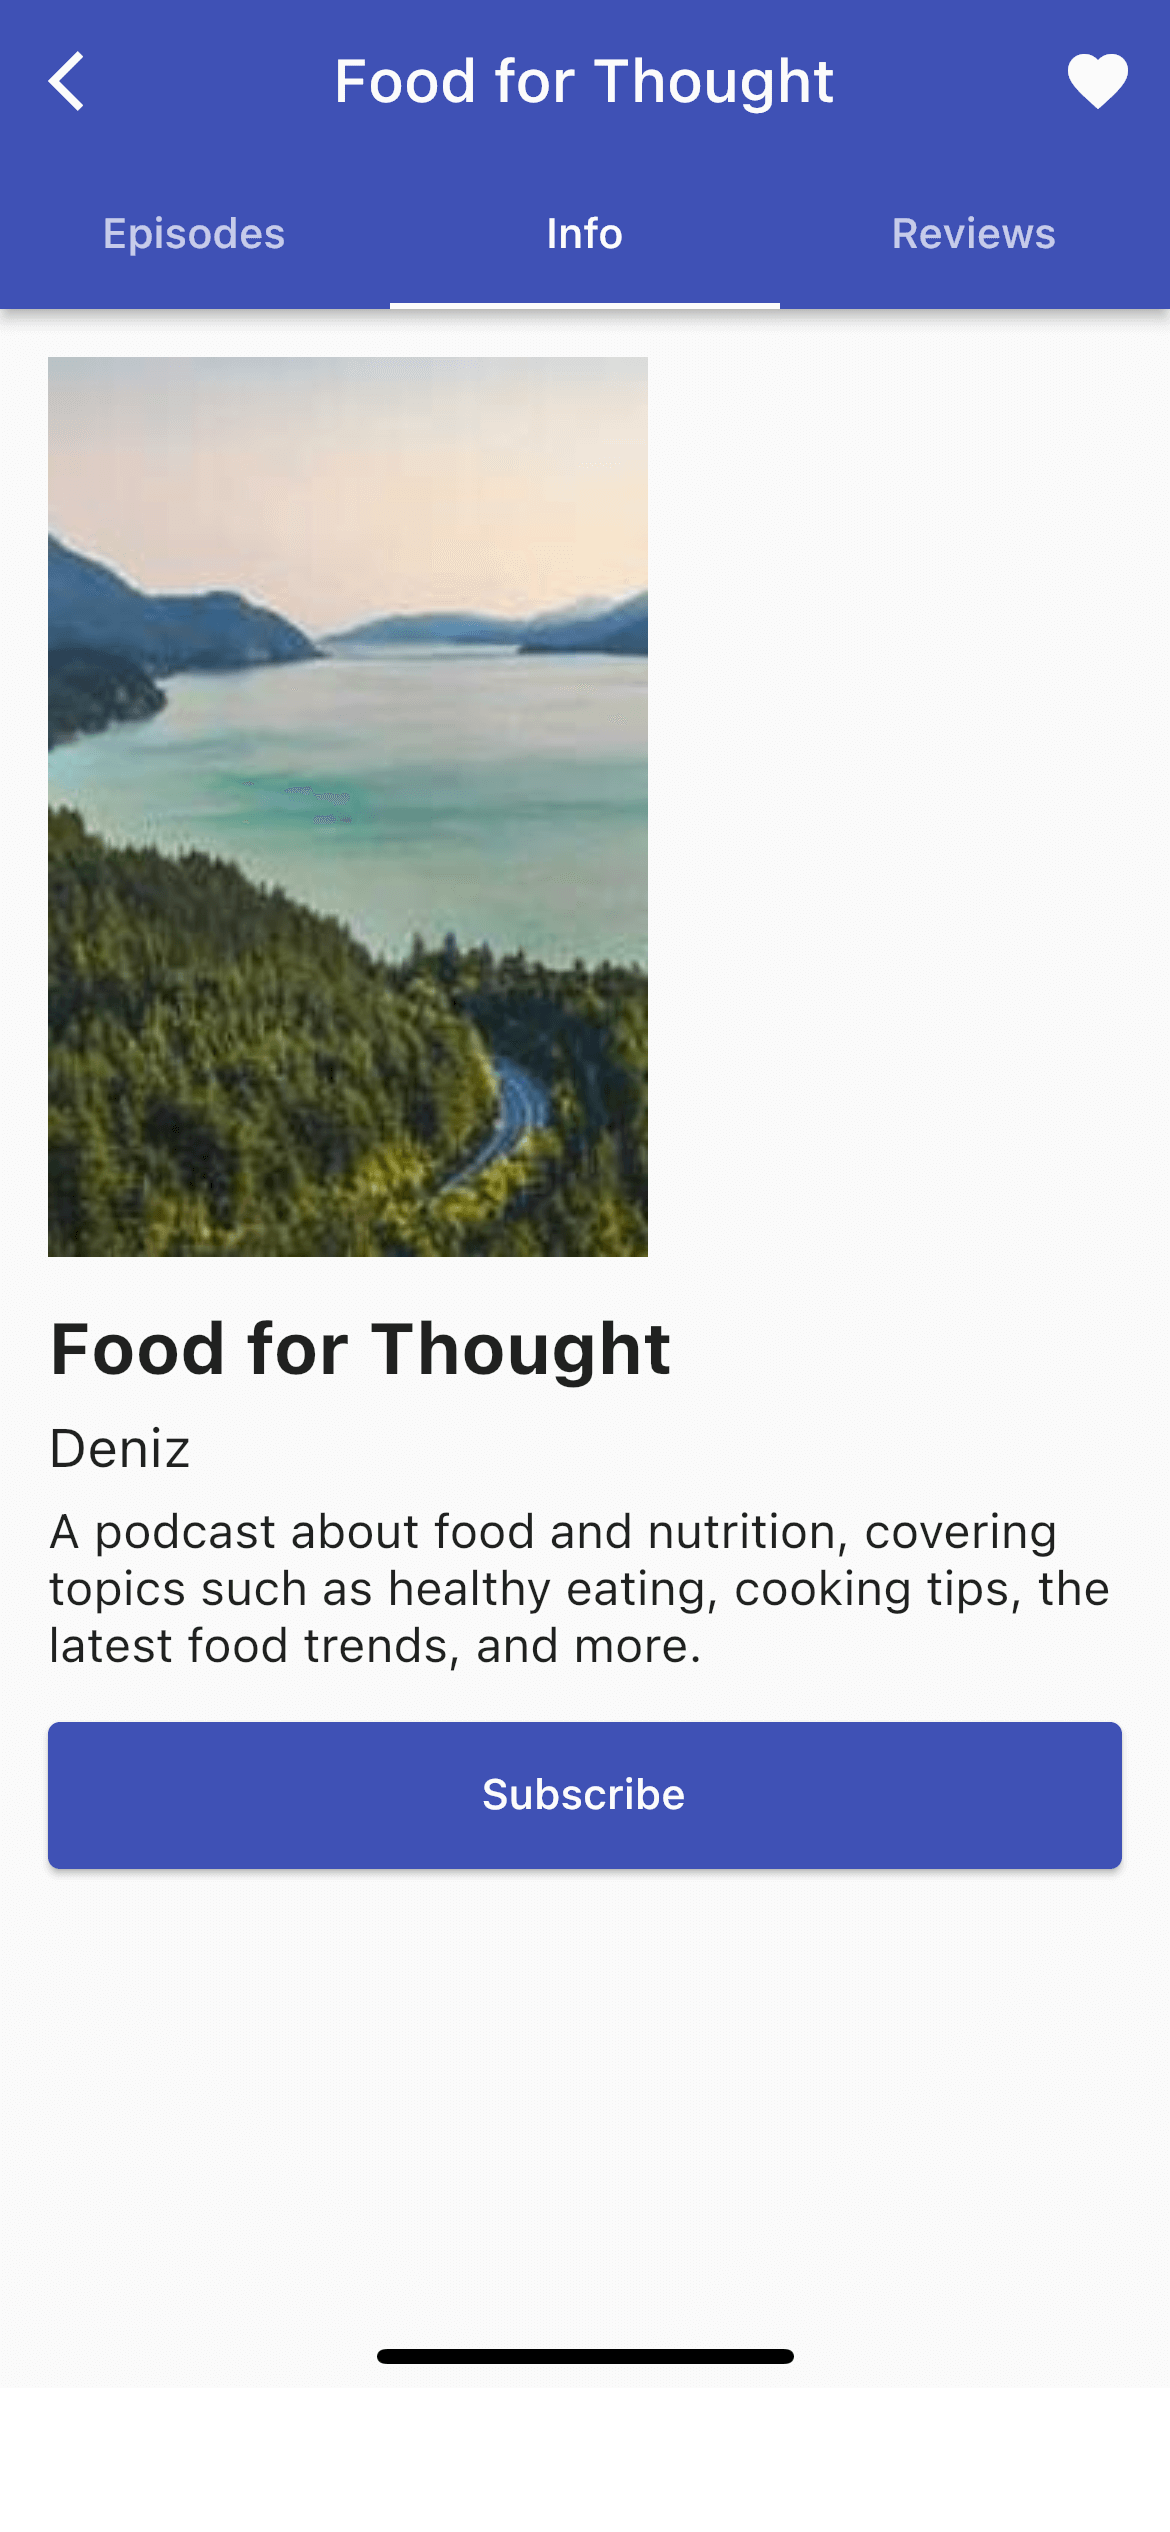 Food for Thought
Episodes
Info
Reviews
Food for Thought
Deniz
A podcast about food and nutrition, covering
topics such as healthy eating, cooking tips, the
latest food trends, and more.
Subscribe